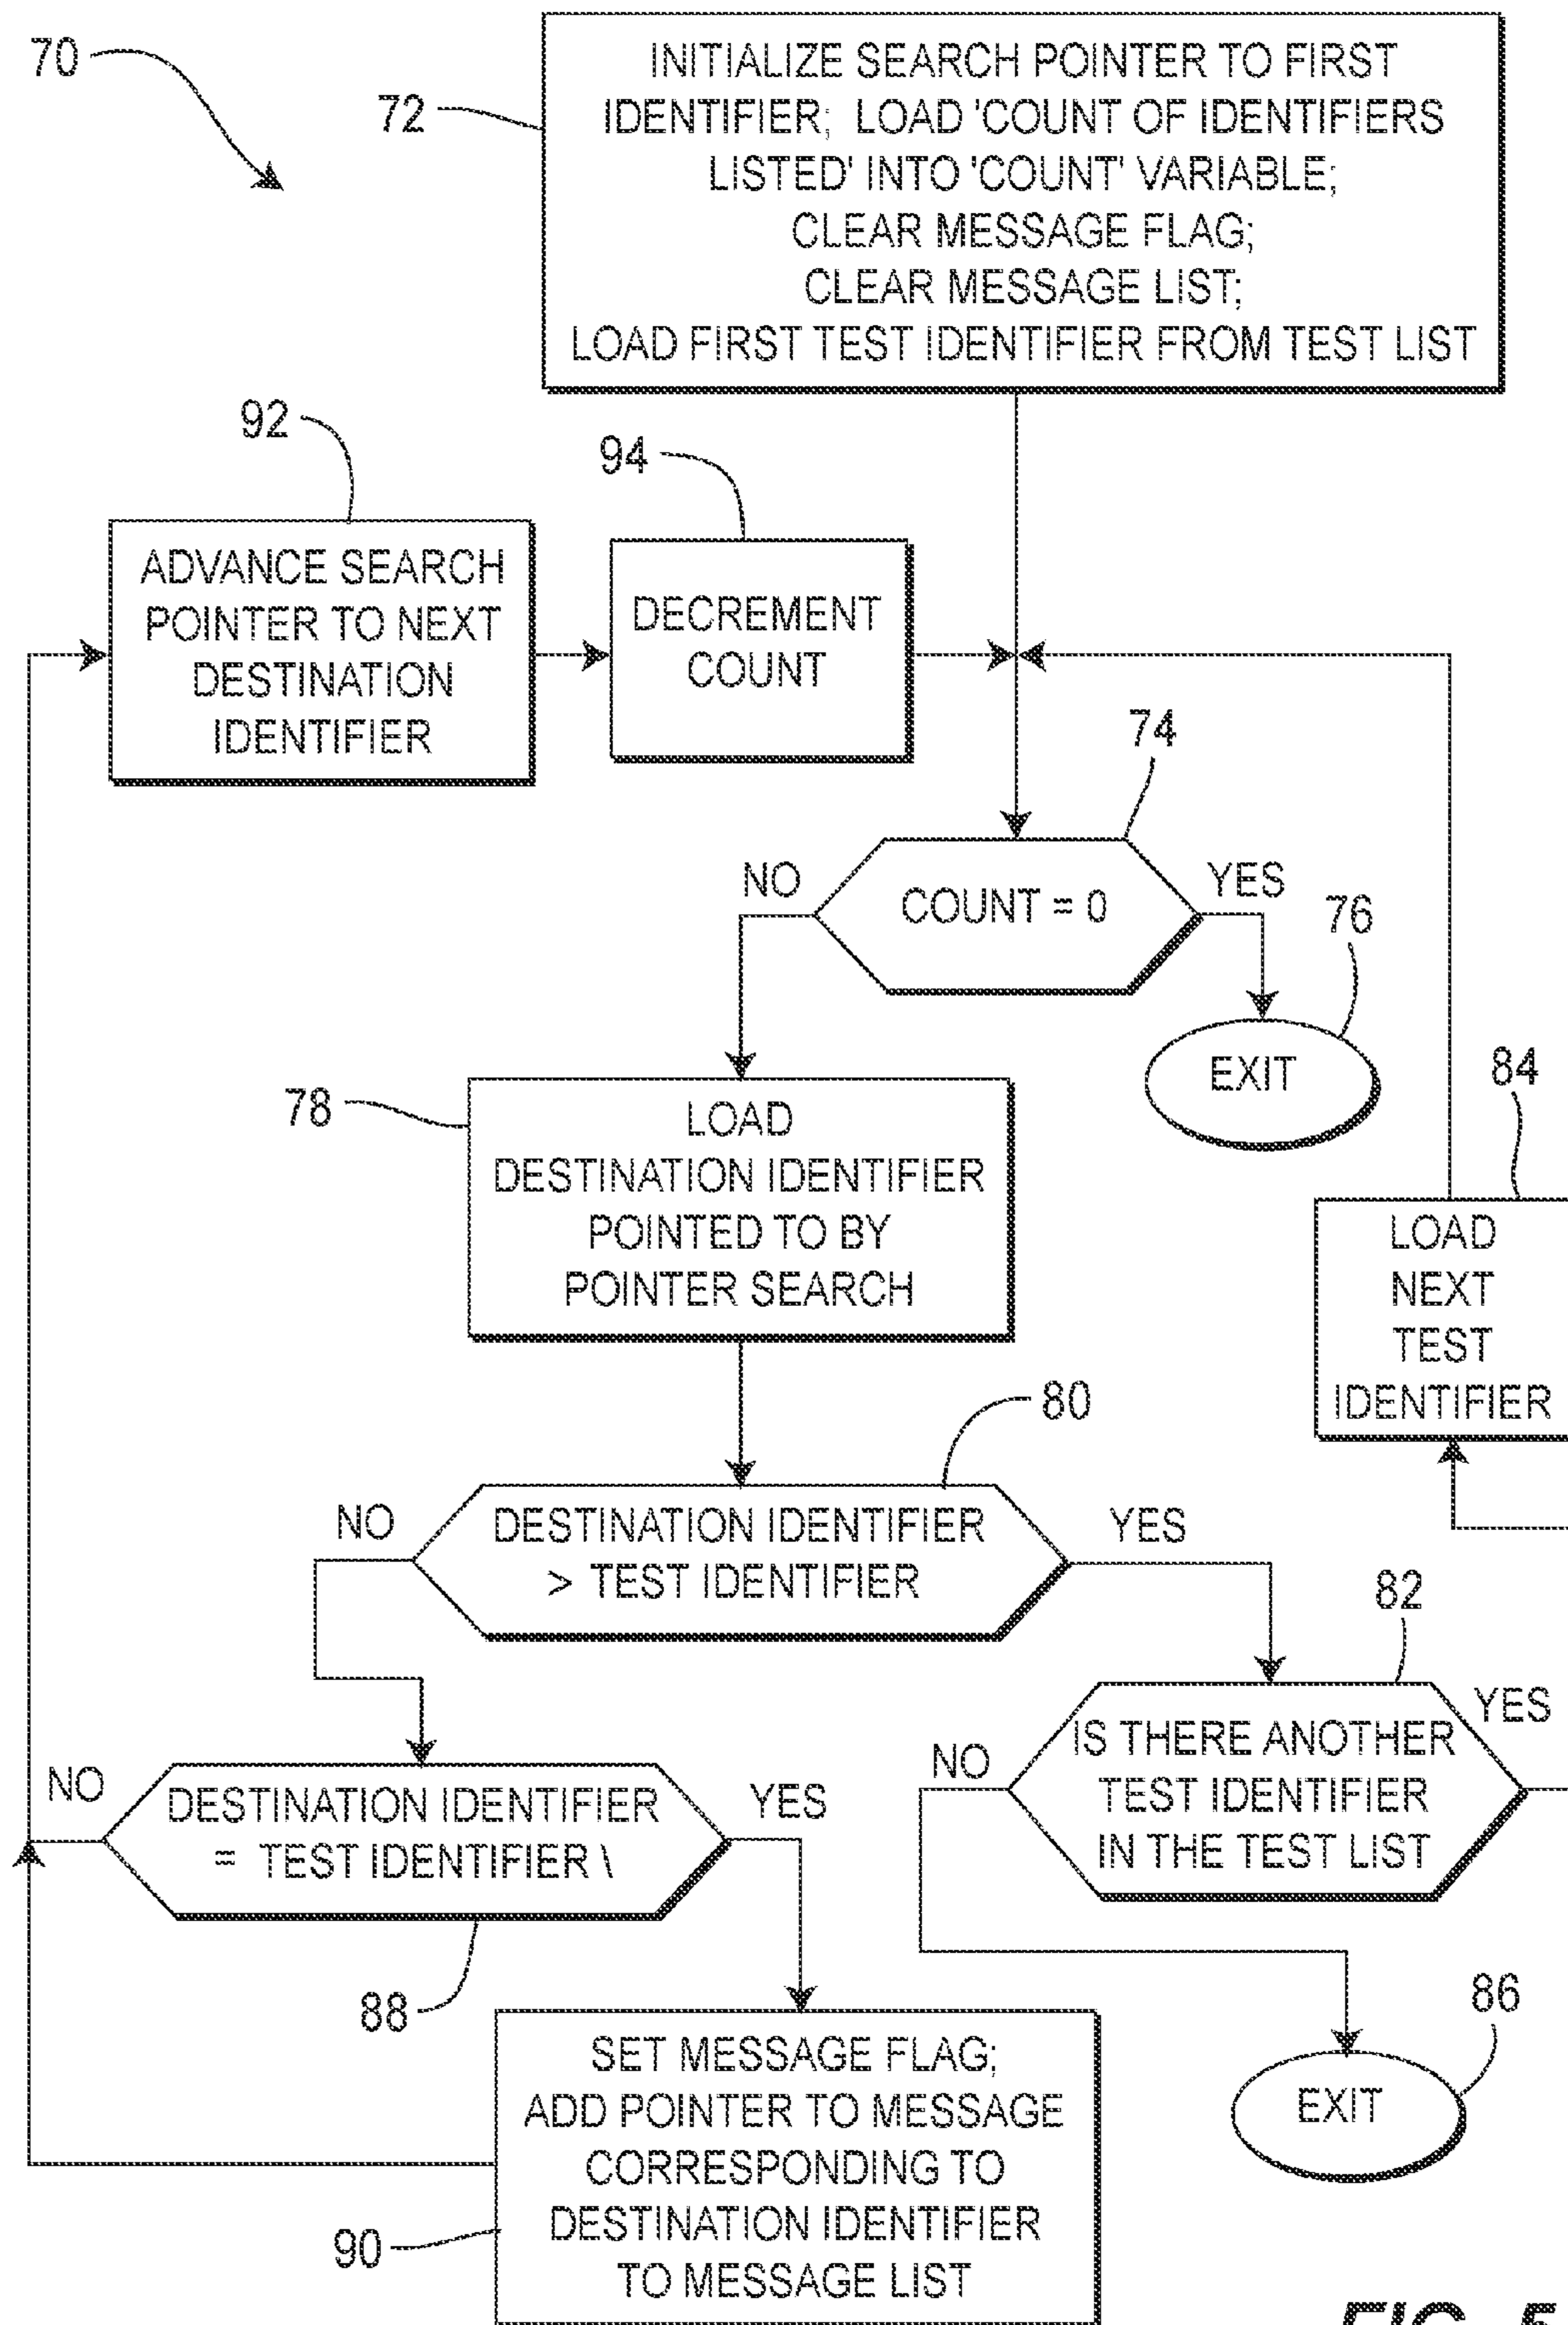 70
72
INITIALIZE SEARCH POINTER TO FIRST
IDENTIFIER; LOAD 'COUNT OF IDENTIFIERS
LISTED' INTO 'COUNT' VARIABLE;
CLEAR MESSAGE FLAG;
CLEAR MESSAGE LIST;
LOAD FIRST TEST IDENTIFIER FROM TEST LIST
92
94
ADVANCE SEARCH
POINTER TO NEXT
DESTINATION
IDENTIFIER
DECREMENT
COUNT
74
NO
COUNT = 0
YES
76
EXIT
78
LOAD
DESTINATION IDENTIFIER
POINTED TO BY
POINTER SEARCH
84
LOAD
NEXT
TEST
IDENTIFIER
80
NO
DESTINATION IDENTIFIER
> TEST IDENTIFIER
YES
82
NO
IS THERE ANOTHER
TEST IDENTIFIER
IN THE TEST LIST
YES
NO
DESTINATION IDENTIFIER
= TEST IDENTIFIER \
YES
88
86
EXIT
SET MESSAGE FLAG;
ADD POINTER TO MESSAGE
CORRESPONDING TO
DESTINATION IDENTIFIER
TO MESSAGE LIST
90
FIG. 5